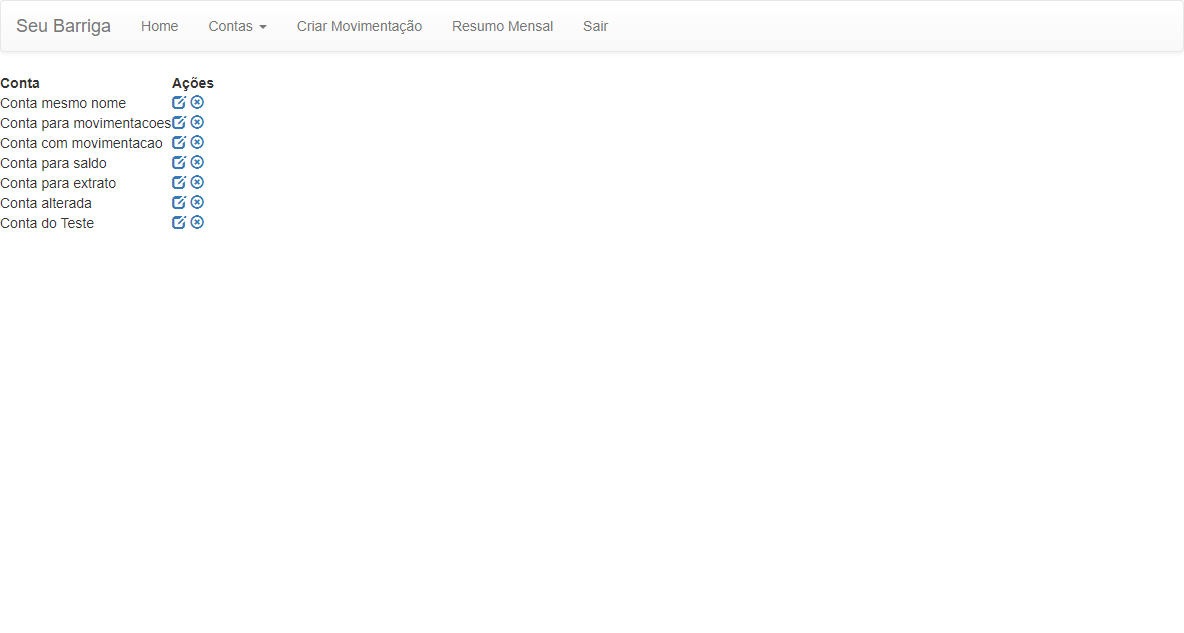 Seu Barriga Home Contas Criar Movimentação Resumo Mensal Sair
Conta Ações
Conta mesmo nome
Conta para movimentacoes
Conta com movimentacao
Conta para saldo
Conta para extrato
Conta alterada
Conta do Teste